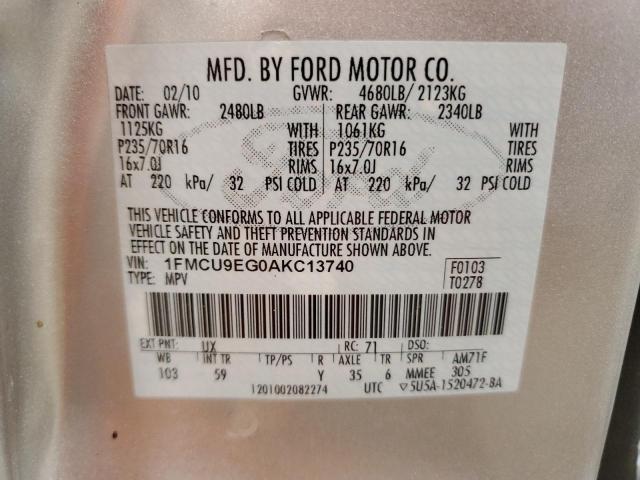 MFD. BY FORD MOTOR CO.
DATE: 02/10 GVWR: 4680LB/ 2123KG
FRONT GAWR: 2480LB REAR GAWR: 2340LB
1125KG WITH 1061KG WITH
P235/70R16 TIRES P235/70R16 TIRES
16x7.0J RIMS 16x7.0J RIMS
AT 220 kPa/ 32 PSI COLD AT 220 kPa/ 32 PSI COLD
THIS VEHICLE CONFORMS TO ALL APPLICABLE FEDERAL MOTOR
VEHICLE SAFETY AND THEFT PREVENTION STANDARDS IN
EFFECT ON THE DATE OF MANUFACTURE SHOWN ABOVE.
VIN: 1FMCU9EG0AKC13740 F0103
TYPE: MPV T0278
EXT PNT: UX RC: 71 DSO:
WB INT TR TP/PS R AXLE TR SPR AM71F
103 59 Y 35 6 MMEE 305
1201002082274 UTC ▽5U5A-1520472-BA
Ford